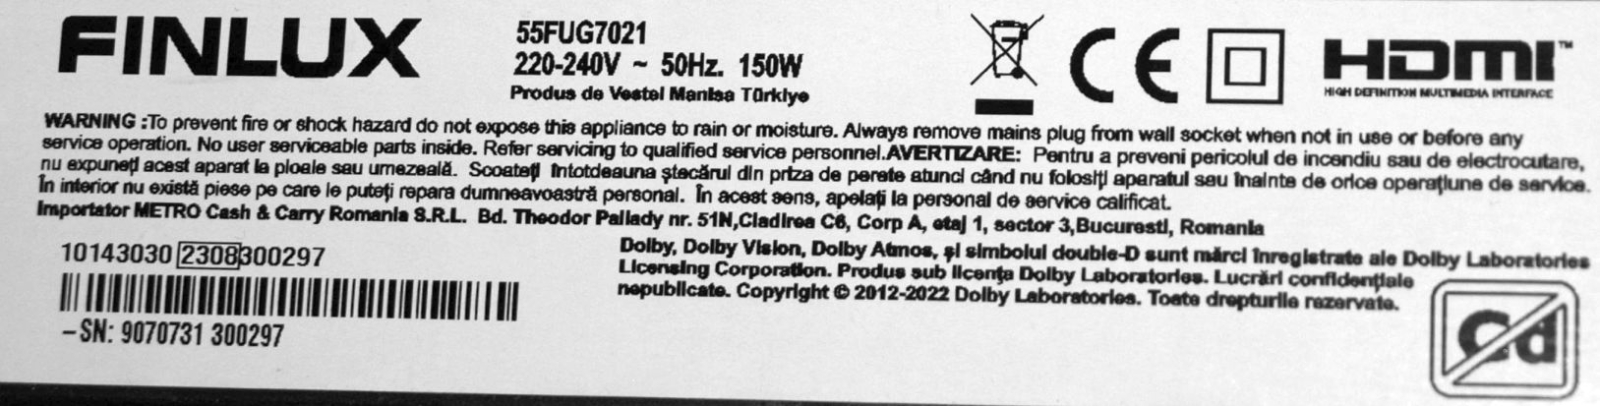 FINLUX
55FUG7021
220-240V ~ 50Hz. 150W
Produs de Vestel Manisa Türkiye
CE
HDMI™
HIGH DEFINITION MULTIMEDIA INTERFACE
WARNING :To prevent fire or shock hazard do not expose this appliance to rain or moisture. Always remove mains plug from wall socket when not in use or before any
service operation. No user serviceable parts inside. Refer servicing to qualified service personnel.AVERTIZARE: Pentru a preveni pericolul de incendiu sau de electrocutare,
nu expuneți acest aparat la ploaie sau umezeală. Scoateți întotdeauna ștecărul din priza de perete atunci când nu folosiți aparatul sau înainte de orice operațiune de service.
În interior nu există piese pe care le puteți repara dumneavoastră personal. În acest sens, apelați la personal de service calificat.
Importator METRO Cash & Carry Romania S.R.L. Bd. Theodor Pallady nr. 51N,Cladirea C6, Corp A, etaj 1, sector 3,Bucuresti, Romania
10143030 2308300297
-SN: 9070731 300297
Dolby, Dolby Vision, Dolby Atmos, și simbolul double-D sunt mărci înregistrate ale Dolby Laboratories
Licensing Corporation. Produs sub licența Dolby Laboratories. Lucrări confidențiale
nepublicate. Copyright © 2012-2022 Dolby Laboratories. Toate drepturile rezervate.
Cd